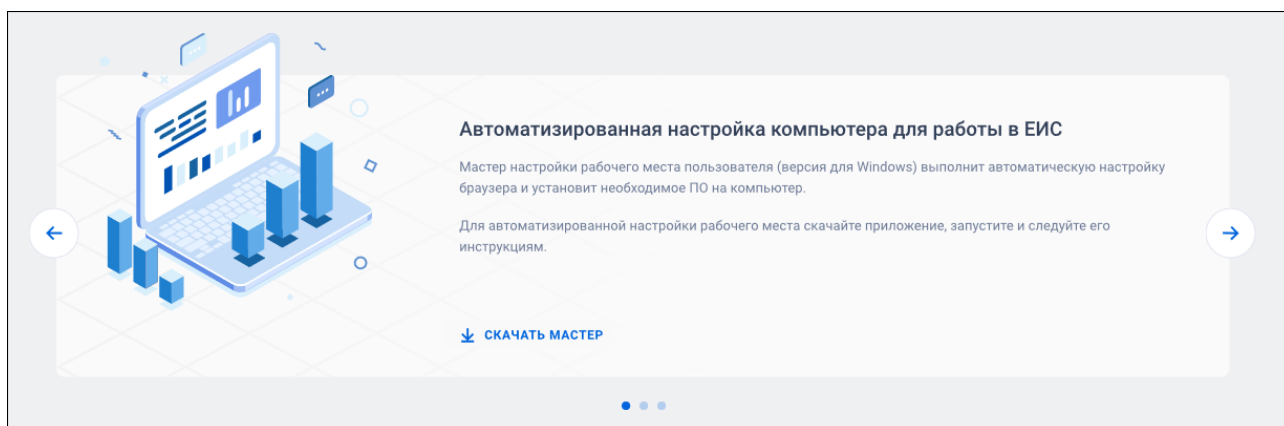 Автоматизированная настройка компьютера для работы в ЕИС
Мастер настройки рабочего места пользователя (версия для Windows) выполнит автоматическую настройку
браузера и установит необходимое ПО на компьютер.
Для автоматизированной настройки рабочего места скачайте приложение, запустите и следуйте его
инструкциям.
СКАЧАТЬ МАСТЕР